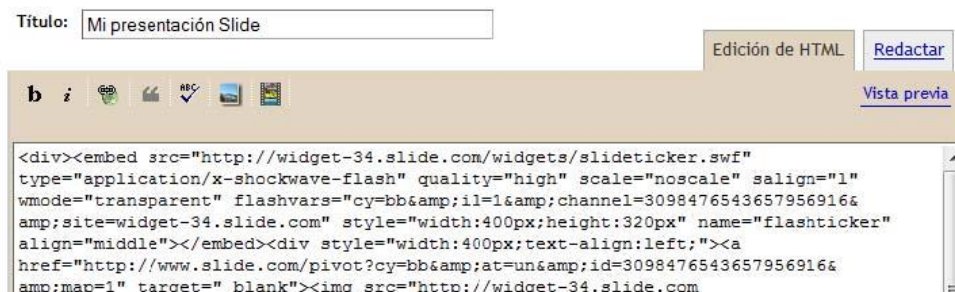 Título: Mi presentación Slide
Edición de HTML Redactar
b i ABC Vista previa
<div><embed src="http://widget-34.slide.com/widgets/slideticker.swf"
type="application/x-shockwave-flash" quality="high" scale="noscale" salign="l"
wmode="transparent" flashvars="cy=bb&amp;il=1&amp;channel=3098476543657956916&
amp;site=widget-34.slide.com" style="width:400px;height:320px" name="flashticker"
align="middle"></embed><div style="width:400px;text-align:left;"><a
href="http://www.slide.com/pivot?cy=bb&amp;at=un&amp;id=3098476543657956916&
amp;map=1" target="_blank"><img src="http://widget-34.slide.com